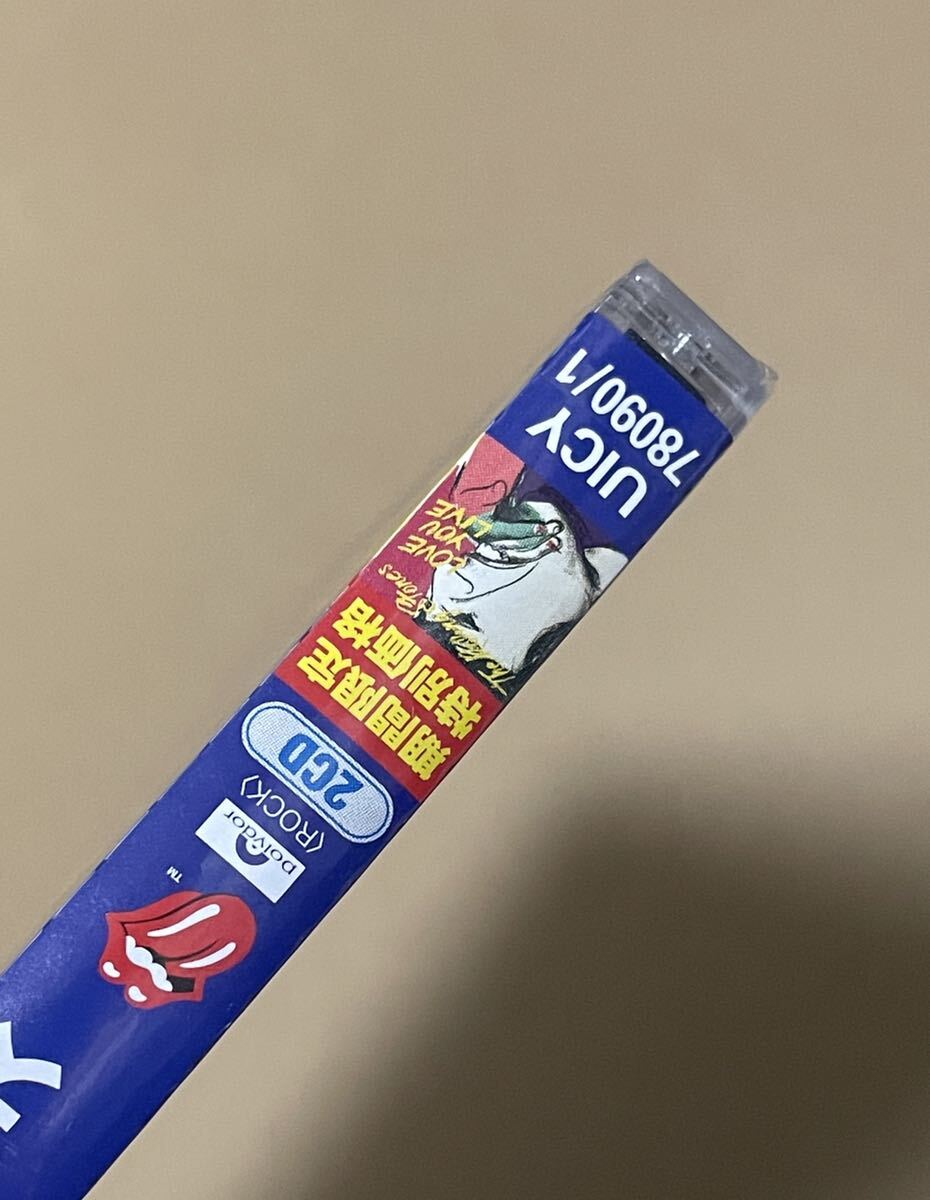 ス
TM
Polydor
〈ROCK〉
2CD
期間限定
特別価格
The Rolling Stones
LOVE
YOU
LIVE
UICY
78090/1